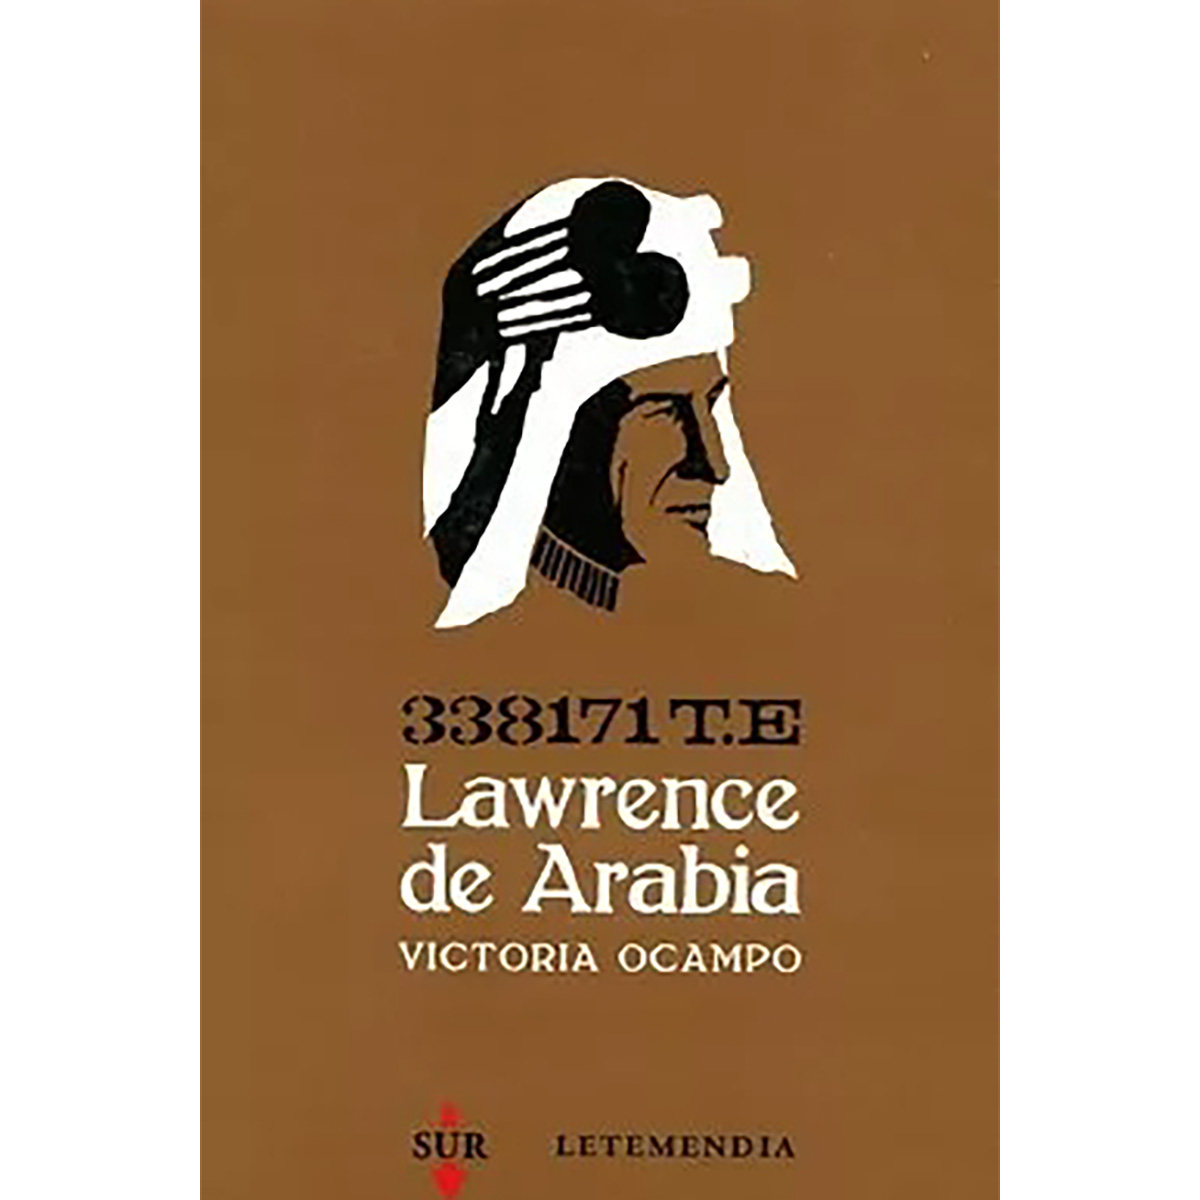 338171 T.E
Lawrence
de Arabia
VICTORIA OCAMPO
SUR LETEMENDIA